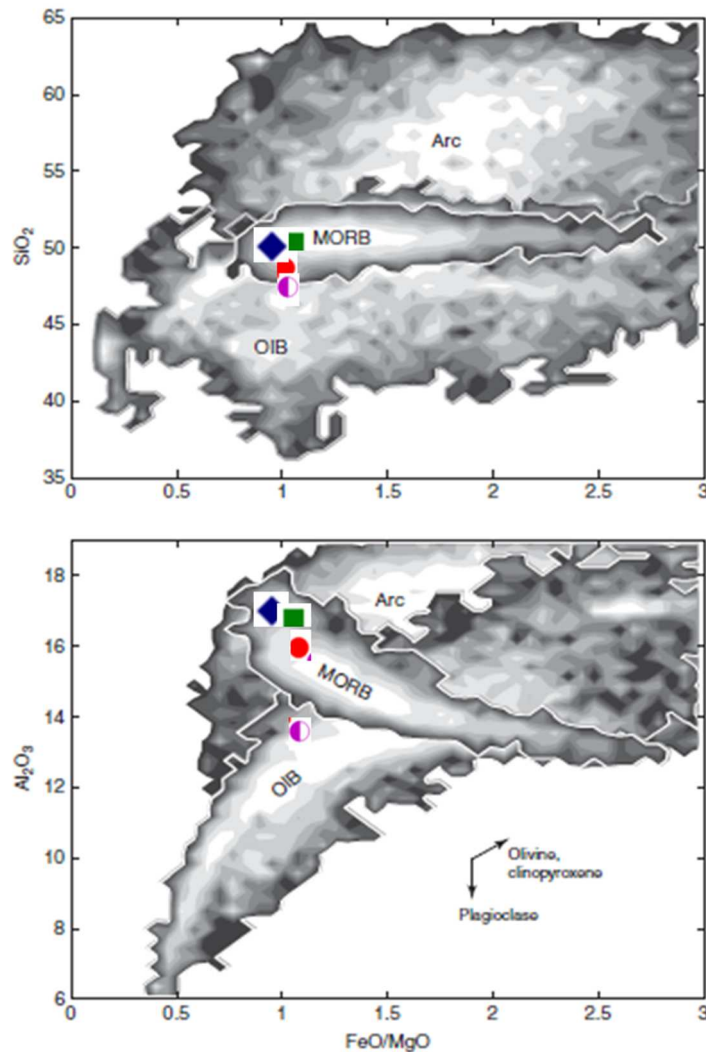 65
60
55
50
45
40
35
SiO₂
Arc
MORB
OIB
0
0.5
1
1.5
2
2.5
3
18
16
14
12
10
8
6
Al₂O₃
Arc
MORB
OIB
Olivine,
clinopyroxene
Plagioclase
0
0.5
1
1.5
2
2.5
3
FeO/MgO